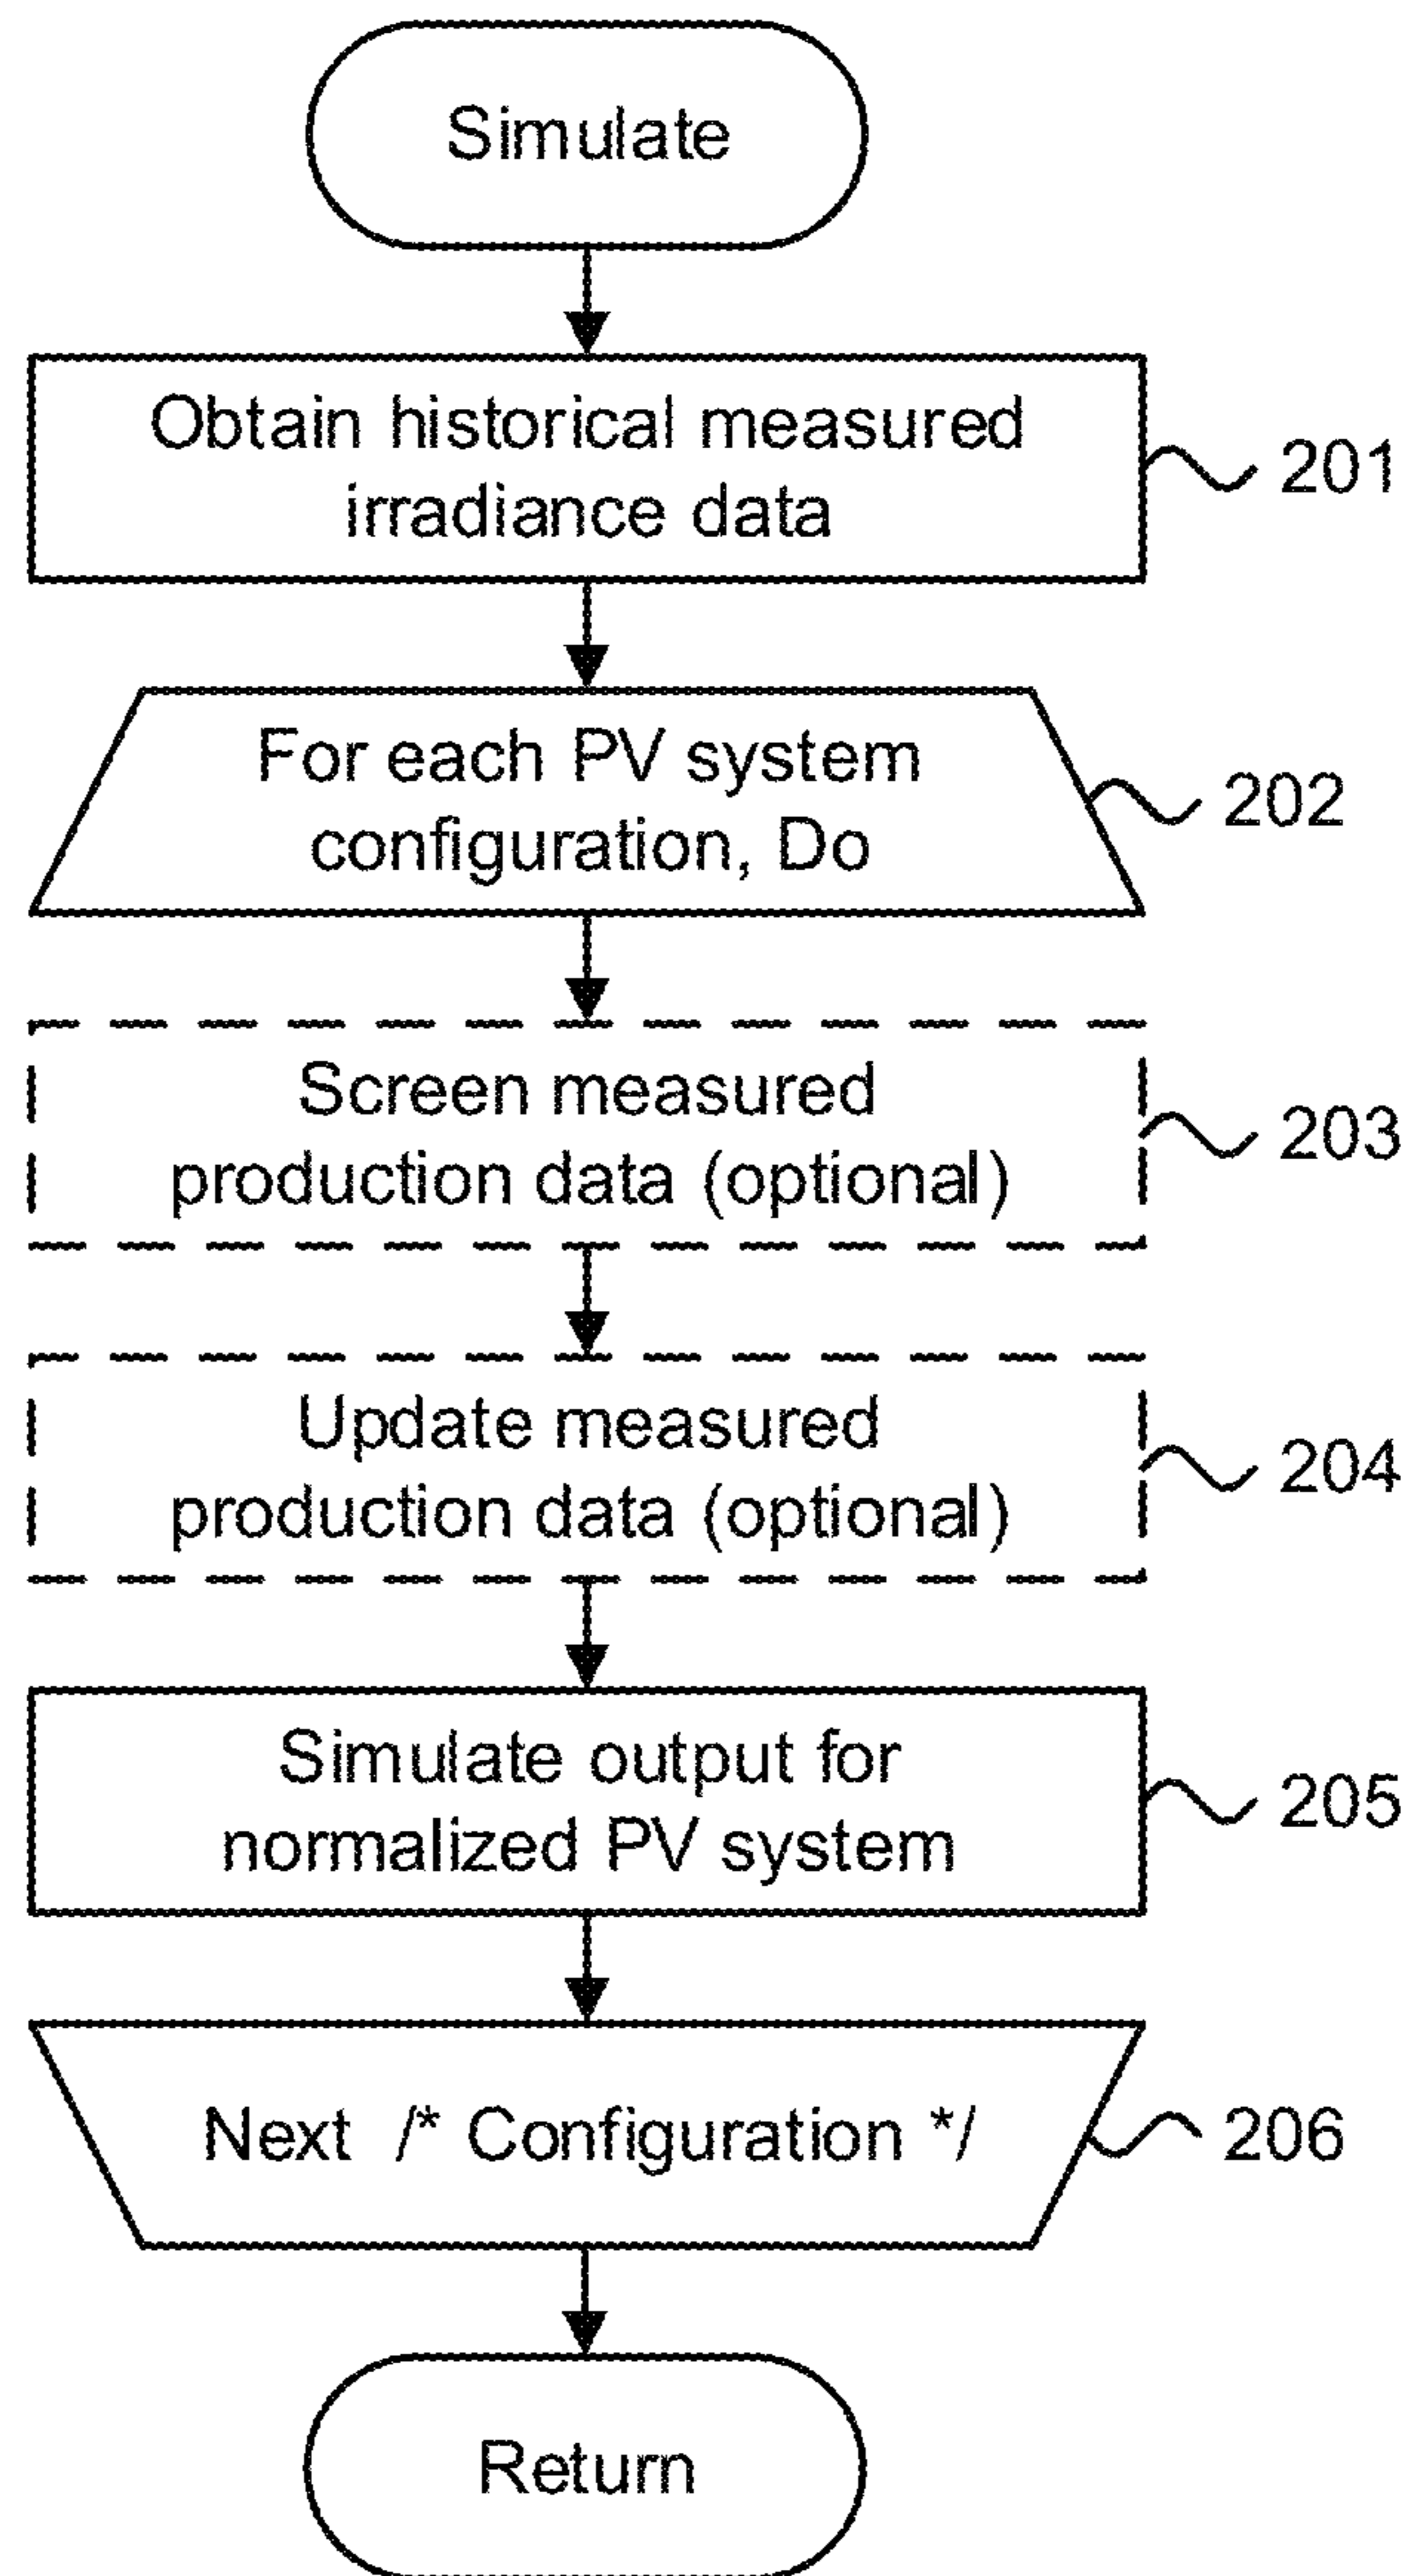 Simulate
Obtain historical measured
irradiance data
201
For each PV system
configuration, Do
202
Screen measured
production data (optional)
203
Update measured
production data (optional)
204
Simulate output for
normalized PV system
205
Next /* Configuration */
206
Return